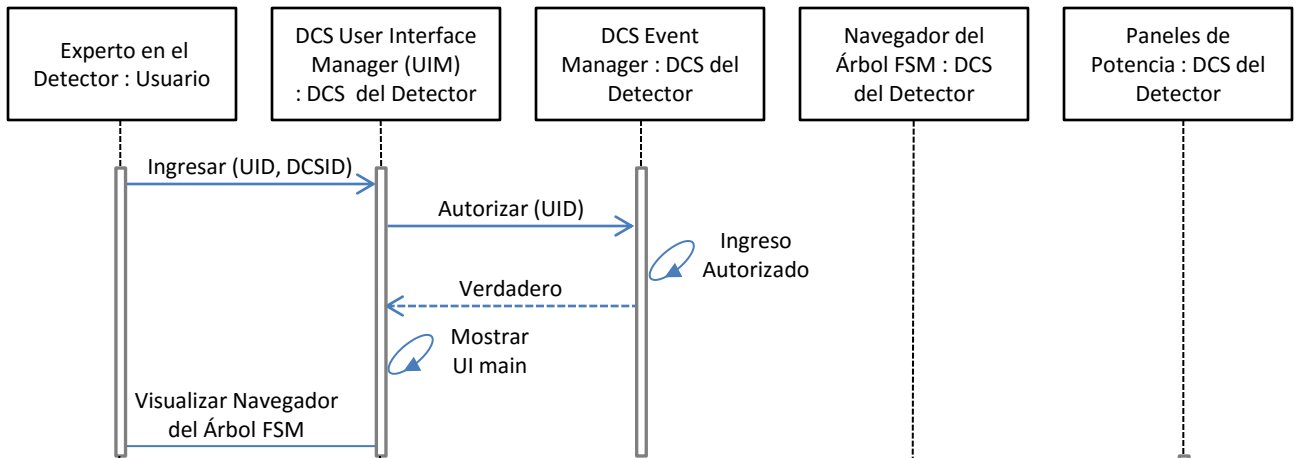 Experto en el
Detector : Usuario
DCS User Interface
Manager (UIM)
: DCS del Detector
DCS Event
Manager : DCS del
Detector
Navegador del
Árbol FSM : DCS
del Detector
Paneles de
Potencia : DCS del
Detector
Ingresar (UID, DCSID)
Autorizar (UID)
Ingreso
Autorizado
Verdadero
Mostrar
UI main
Visualizar Navegador
del Árbol FSM